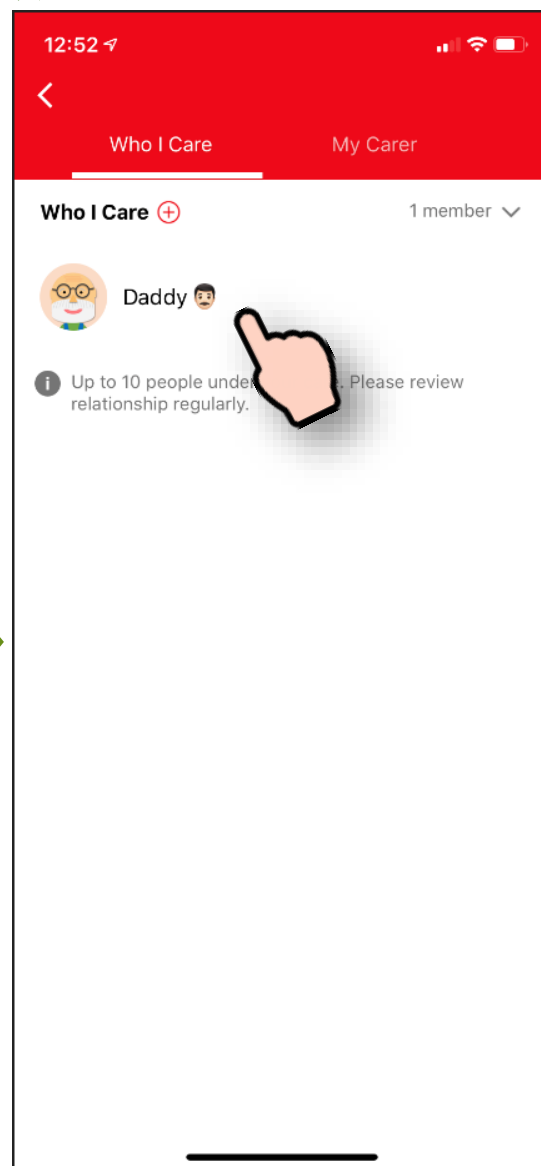 12:52
Who I Care My Carer
Who I Care 1 member
Daddy 👨🏻
Up to 10 people under . Please review
relationship regularly.